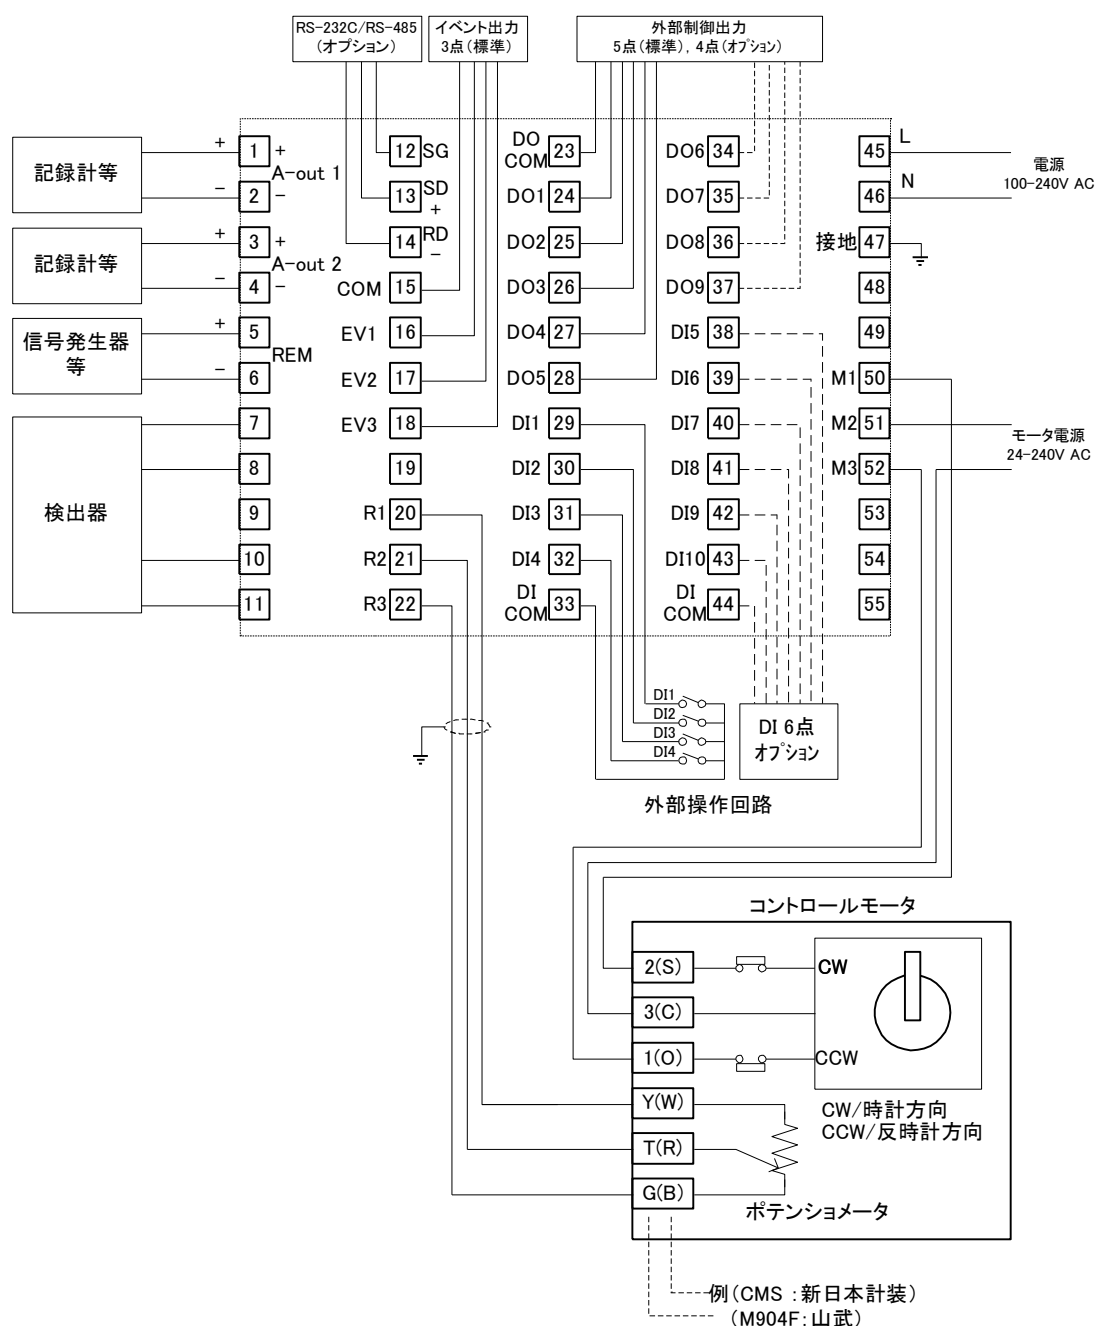 RS-232C/RS-485
(オプション)
イベント出力
3点(標準)
外部制御出力
5点(標準), 4点(オプション)
記録計等
+
−
1
+
A-out 1
2
−
記録計等
+
−
3
+
A-out 2
4
−
信号発生器
等
+
−
5
REM
6
検出器
7
8
9
10
11
12 SG
13 SD
+
14 RD
−
COM 15
EV1 16
EV2 17
EV3 18
19
R1 20
R2 21
R3 22
DO
COM 23
DO1 24
DO2 25
DO3 26
DO4 27
DO5 28
DI1 29
DI2 30
DI3 31
DI4 32
DI
COM 33
DO6 34
DO7 35
DO8 36
DO9 37
DI5 38
DI6 39
DI7 40
DI8 41
DI9 42
DI10 43
DI
COM 44
45 L
46 N
電源
100-240V AC
接地 47
48
49
M1 50
M2 51
M3 52
モータ電源
24-240V AC
53
54
55
DI1
DI2
DI3
DI4
DI 6点
オプション
外部操作回路
コントロールモータ
2(S)
CW
3(C)
1(O)
CCW
Y(W)
CW/時計方向
CCW/反時計方向
T(R)
G(B)
ポテンショメータ
例(CMS :新日本計装)
(M904F:山武)